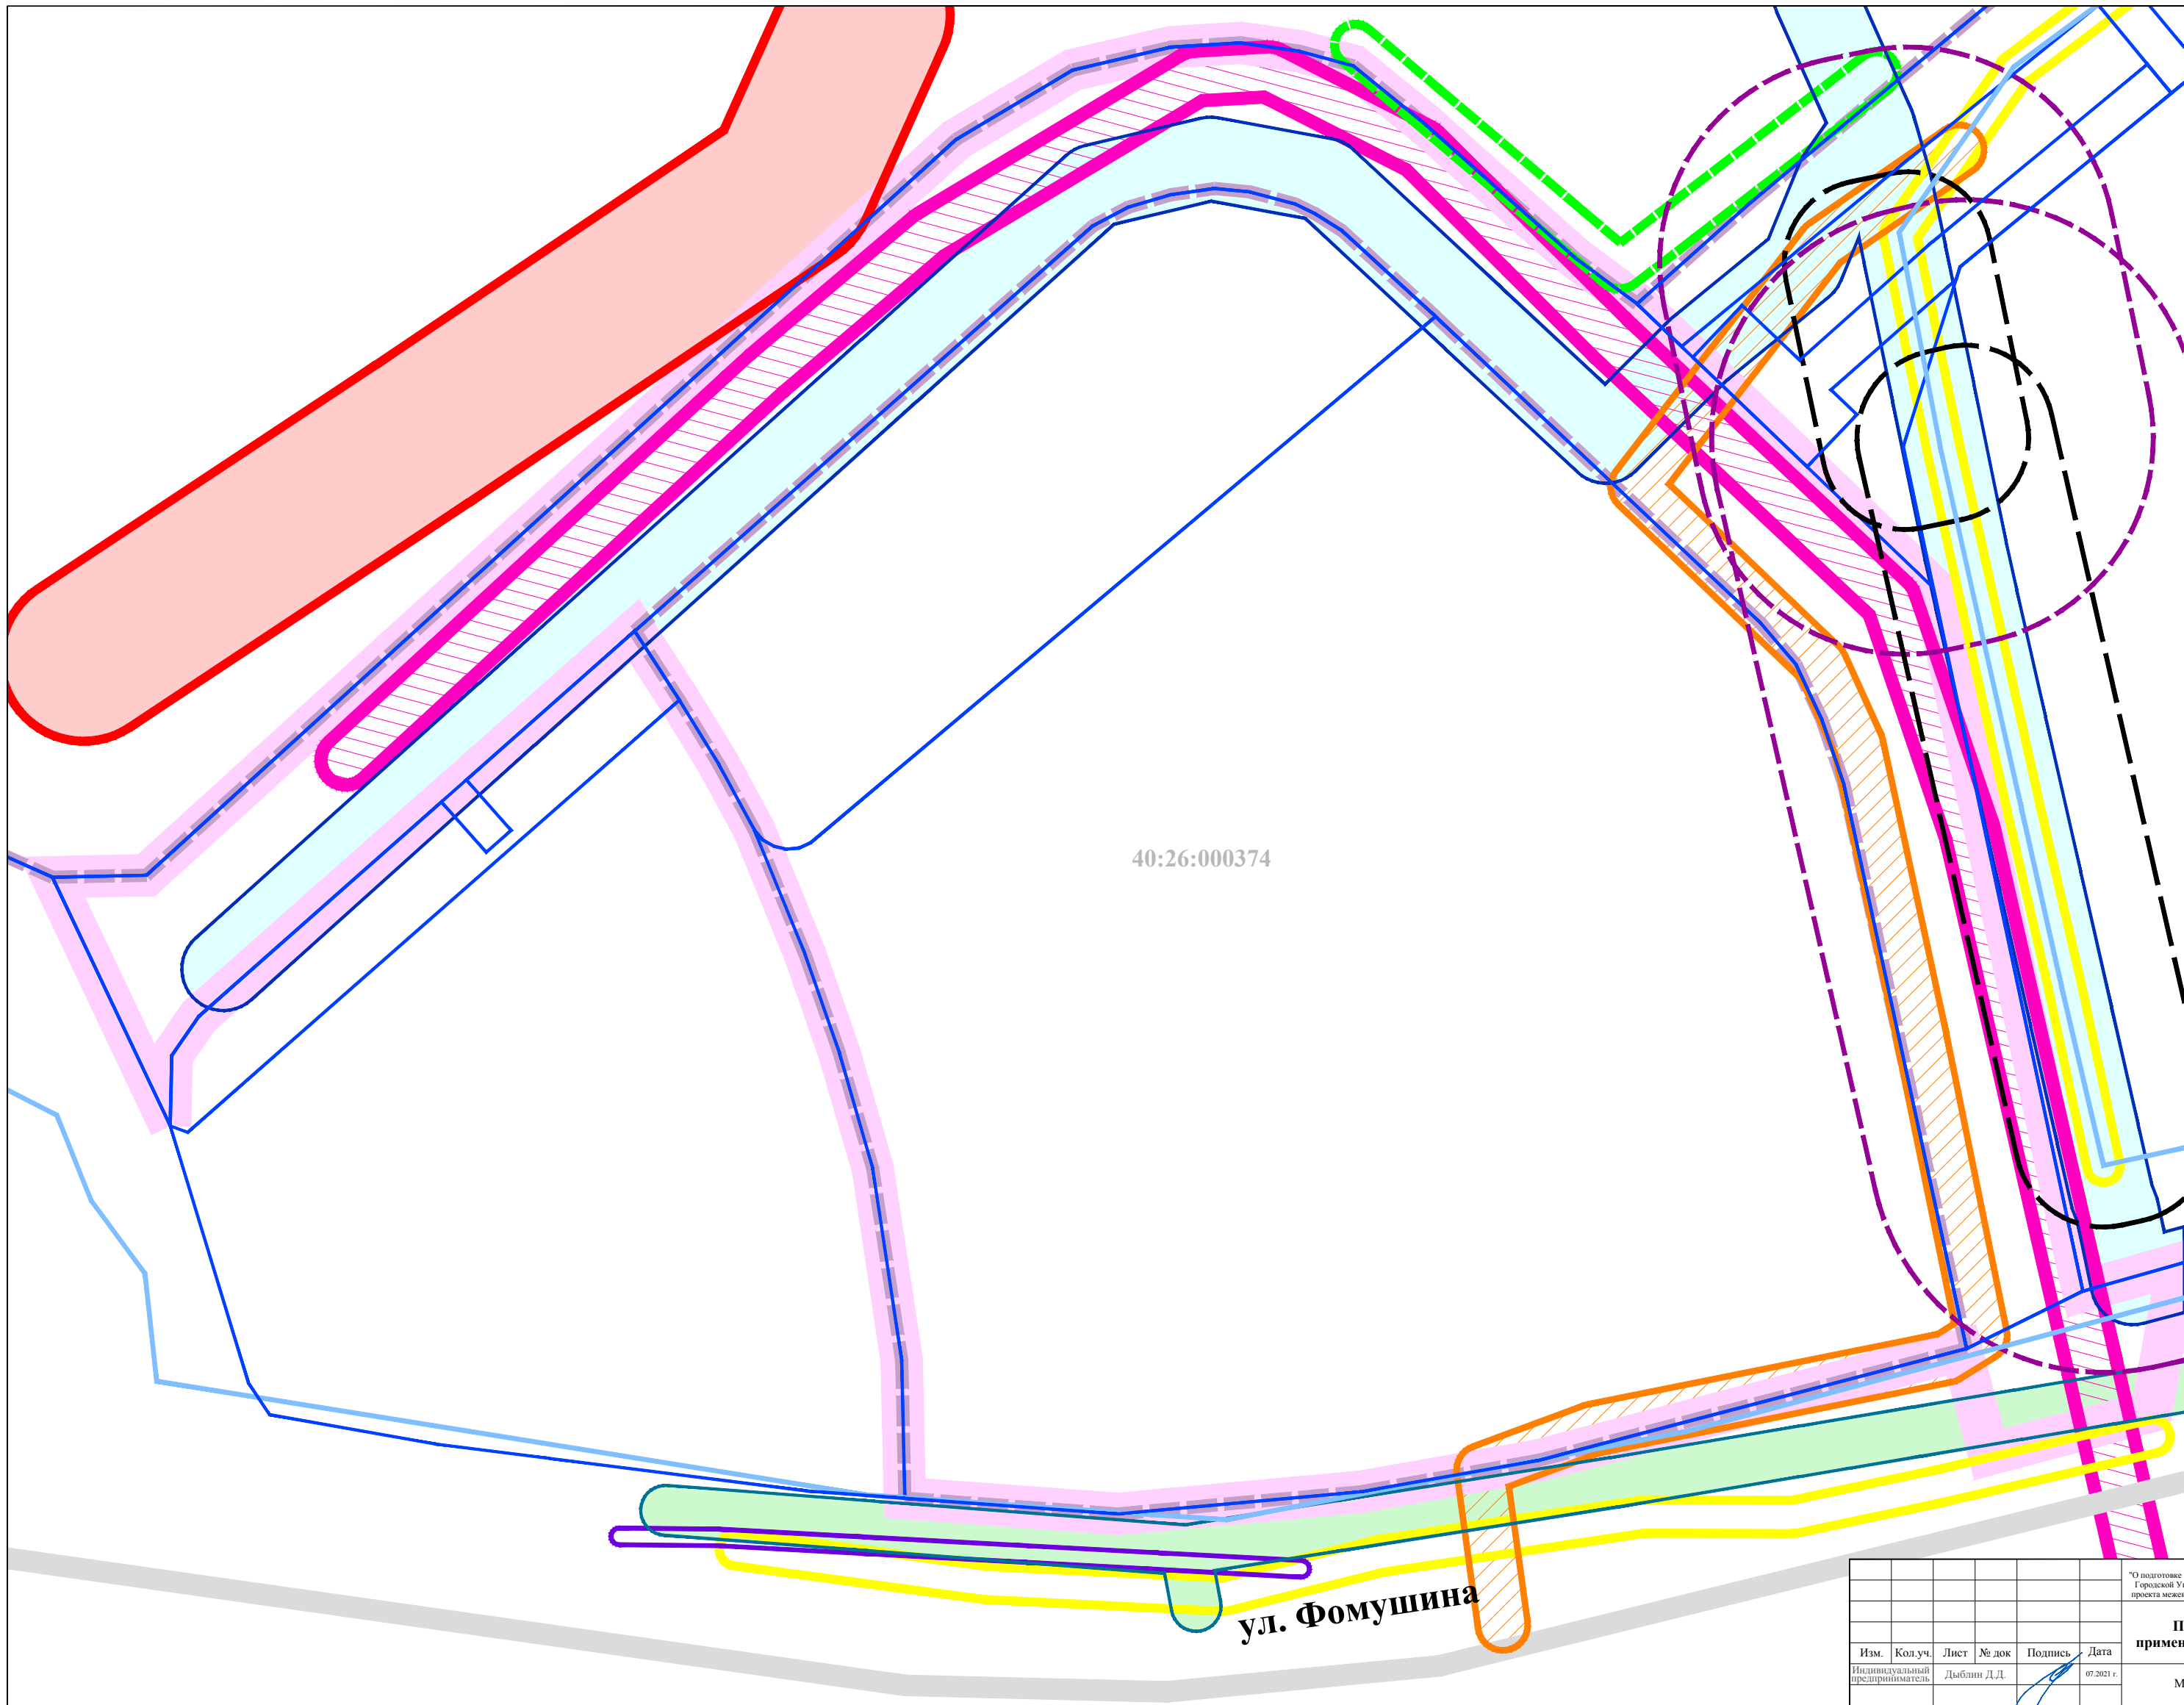 40:26:000374
ул. Фомушина
"О подготовке
Городской У
проекта межев
П
примен
Изм. Кол.уч. Лист № док Подпись Дата
Индивидуальный предприниматель Дыблин Д.Д. 07.2021 г.
М